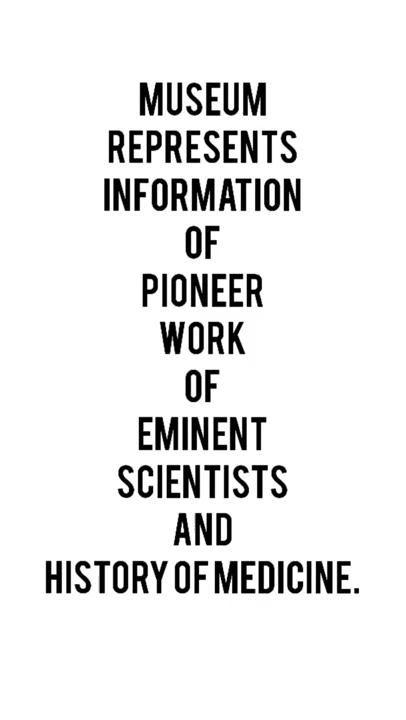 MUSEUM
REPRESENTS
INFORMATION
OF
PIONEER
WORK
OF
EMINENT
SCIENTISTS
AND
HISTORY OF MEDICINE.